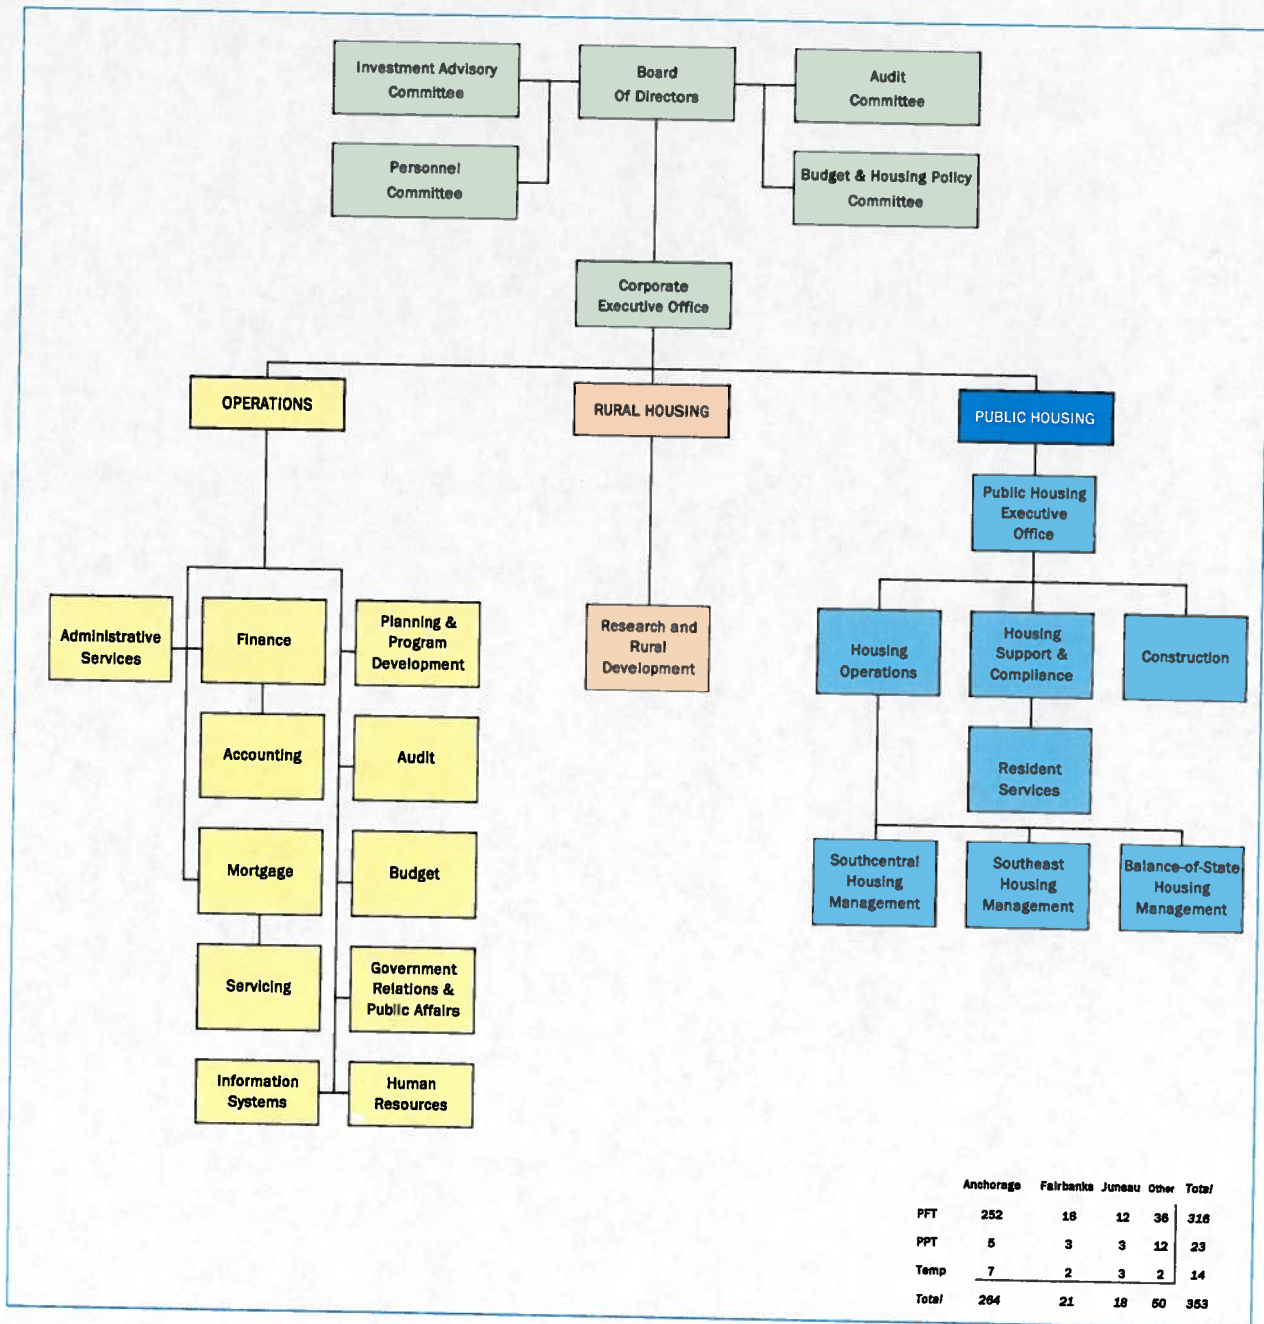 Investment Advisory
Committee
Board
Of Directors
Audit
Committee
Personnel
Committee
Budget & Housing Policy
Committee
Corporate
Executive Office
OPERATIONS
RURAL HOUSING
PUBLIC HOUSING
Public Housing
Executive
Office
Administrative
Services
Finance
Planning &
Program
Development
Research and
Rural
Development
Housing
Operations
Housing
Support &
Compliance
Construction
Accounting
Audit
Resident
Services
Mortgage
Budget
Southcentral
Housing
Management
Southeast
Housing
Management
Balance-of-State
Housing
Management
Servicing
Government
Relations &
Public Affairs
Information
Systems
Human
Resources
Anchorage Fairbanks Juneau Other Total
PFT 252 16 12 36 316
PPT 5 3 3 12 23
Temp 7 2 3 2 14
Total 264 21 18 50 353